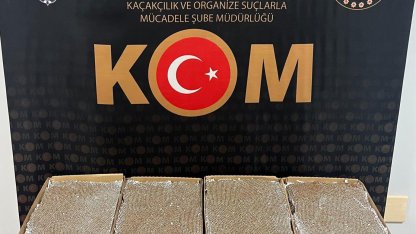 KAÇAKÇILIK VE ORGANİZE SUÇLARLA
MÜCADELE ŞUBE MÜDÜRLÜĞÜ
KOM